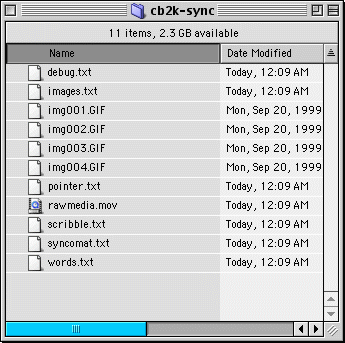 cb2k-sync
11 items, 2.3 GB available
Name Date Modified
debug.txt Today, 12:09 AM
images.txt Today, 12:09 AM
img001.GIF Mon, Sep 20, 1999
img002.GIF Mon, Sep 20, 1999
img003.GIF Mon, Sep 20, 1999
img004.GIF Mon, Sep 20, 1999
pointer.txt Today, 12:09 AM
rawmedia.mov Today, 12:09 AM
scribble.txt Today, 12:09 AM
syncomat.txt Today, 12:09 AM
words.txt Today, 12:09 AM